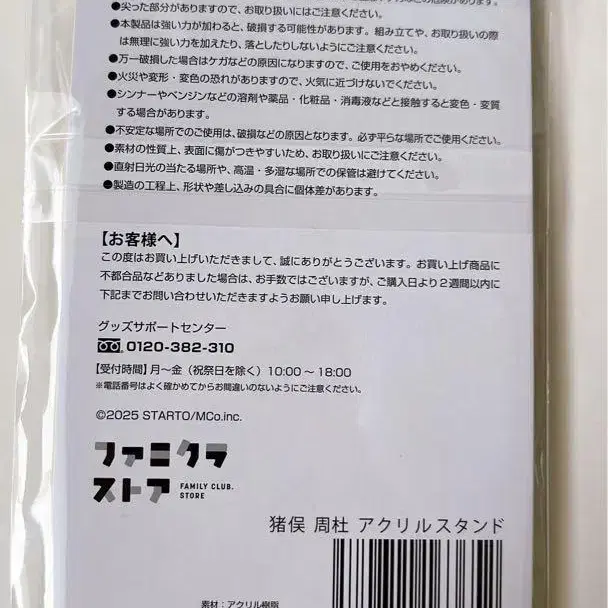 ●尖った部分がありますので、お取り扱いにはご注意ください。
●本製品は強い力が加わると、破損する可能性があります。組み立てや、お取り扱いの際
は無理に強い力を加えたり、落としたりしないようにご注意ください。
●万一破損した場合はケガなどの原因になりますので、ご使用をおやめください。
●火災や変形・変色の恐れがありますので、火気に近づけないでください。
●シンナーやベンジンなどの溶剤や薬品・化粧品・消毒液などと接触すると変色・変質
する場合があります。
●不安定な場所でのご使用は、破損などの原因となります。必ず平らな場所でご使用ください。
●素材の性質上、表面に傷がつきやすいため、お取り扱いにご注意ください。
●直射日光の当たる場所や、高温・多湿な場所での保管は避けてください。
●製造の工程上、形状や差し込みの具合に個体差があります。
【お客様へ】
この度はお買い上げいただきまして、誠にありがとうございます。お買い上げ商品に
不都合品などありました場合は、お手数ではございますが、ご購入日より2週間以内に
下記までお問い合わせいただきますようお願い申し上げます。
グッズサポートセンター
0120-382-310
【受付時間】月〜金（祝祭日を除く）10:00〜18:00
※電話番号はよく確かめてからお間違いのないようにご注意ください。
©2025 STARTO/MCo.inc.
ファミクラ
ストア FAMILY CLUB. STORE
猪俣 周杜 アクリルスタンド
素材：アクリル樹脂